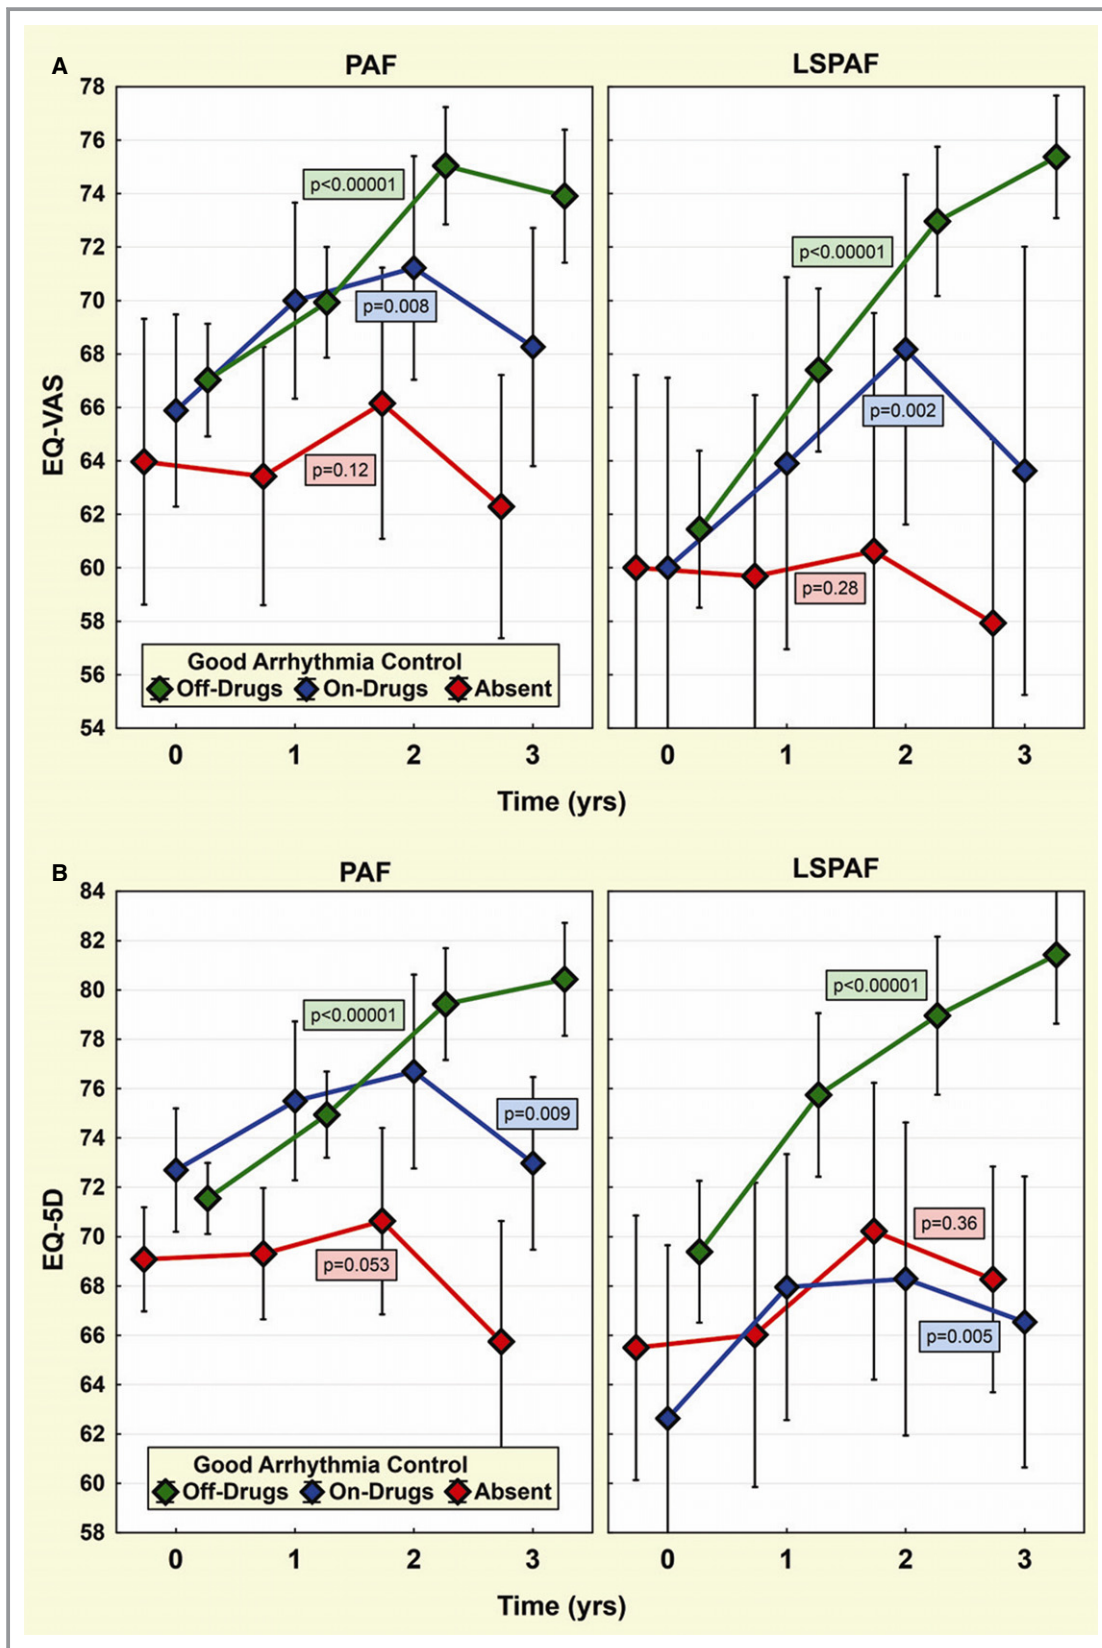 A
PAF
LSPAF
78
76
74
72
70
68
66
64
62
60
58
56
54
EQ-VAS
p<0.00001
p=0.008
p=0.12
p<0.00001
p=0.002
p=0.28
Good Arrhythmia Control
Off-Drugs On-Drugs Absent
0 1 2 3 0 1 2 3
Time (yrs)
B
PAF
LSPAF
84
82
80
78
76
74
72
70
68
66
64
62
60
58
EQ-5D
p<0.00001
p=0.009
p=0.053
p<0.00001
p=0.36
p=0.005
Good Arrhythmia Control
Off-Drugs On-Drugs Absent
0 1 2 3 0 1 2 3
Time (yrs)